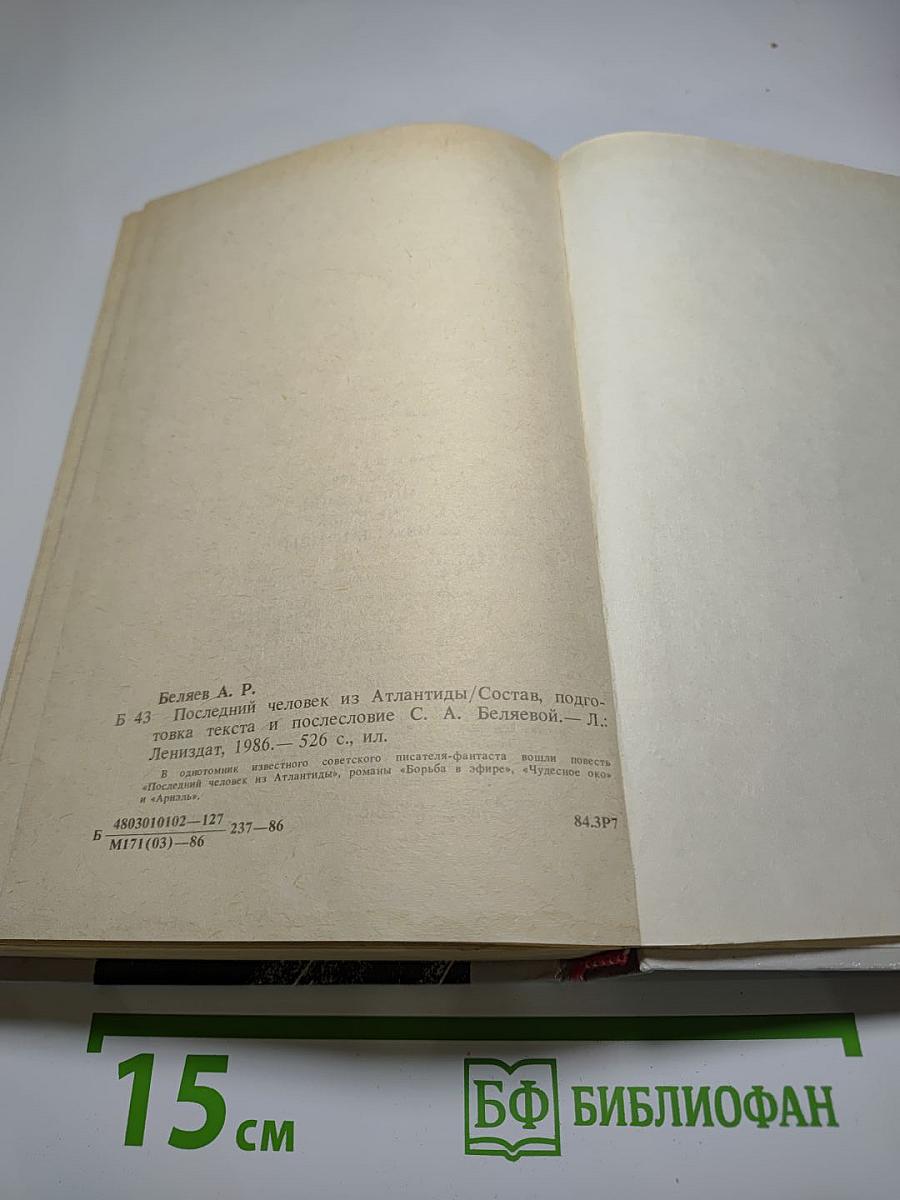 Беляев А. Р.
Б 43 Последний человек из Атлантиды/Состав, подго-
товка текста и послесловие С. А. Беляевой.— Л.:
Лениздат, 1986.— 526 с., ил.
В однотомник известного советского писателя-фантаста вошли повесть
«Последний человек из Атлантиды», романы «Борьба в эфире», «Чудесное око»
и «Ариэль».
Б 4803010102—127 237—86 84.3Р7
М171(03)—86
15 см
БФ БИБЛИОФАН